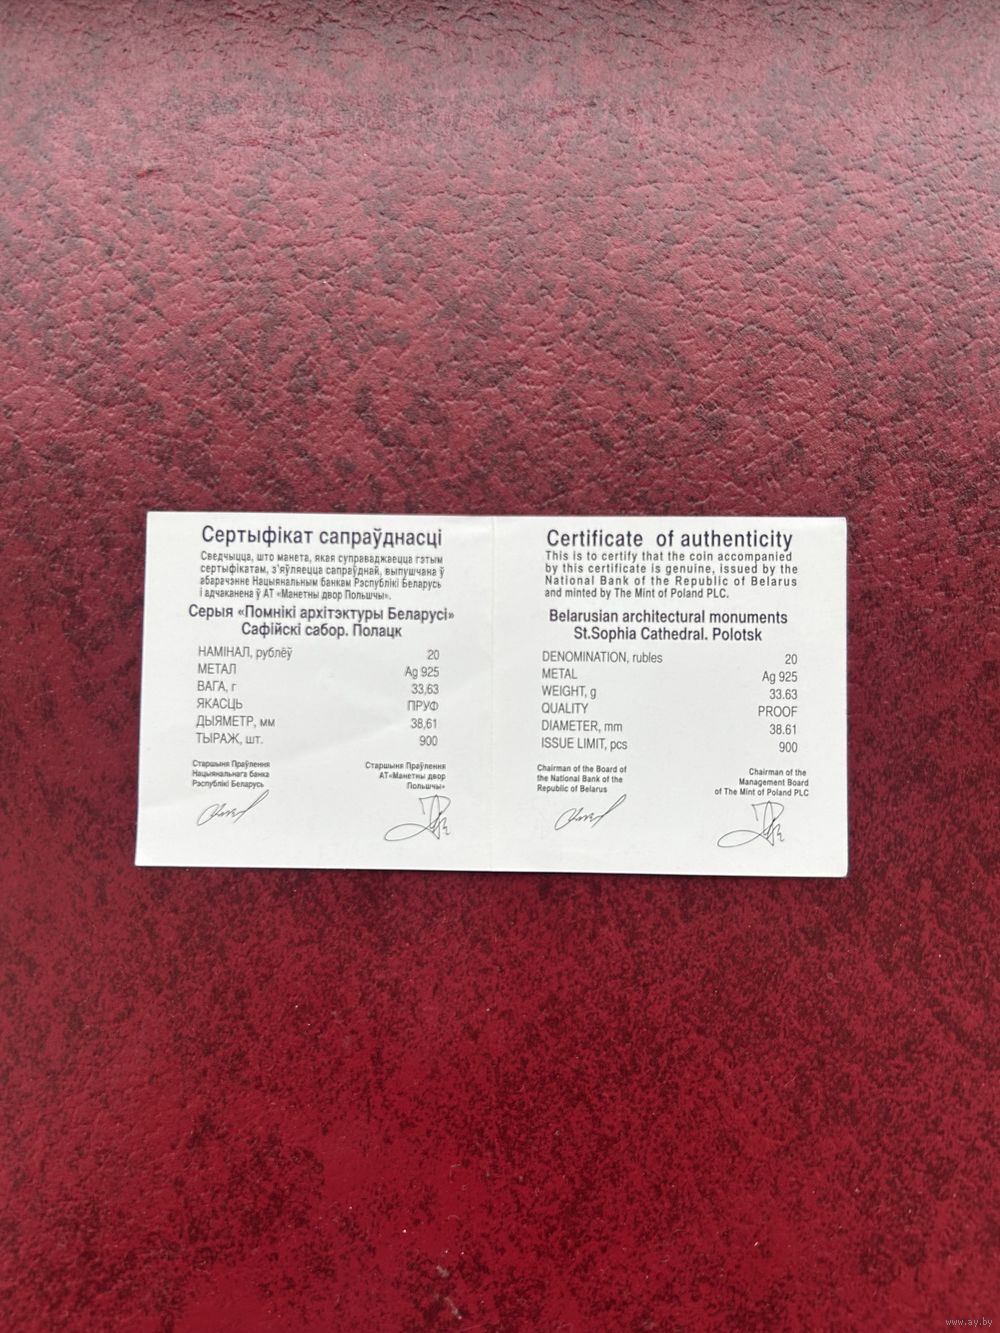 Сертыфікат сапраўднасці
Сведчыцца, што манета, якая суправаджаецца гэтым
сертыфікатам, з'яўляецца сапраўднай, выпушчана ў
абарачэнне Нацыянальным банкам Рэспублікі Беларусь
і адчаканена ў АТ «Манетны двор Польшчы».
Серыя «Помнікі архітэктуры Беларусі»
Сафійскі сабор. Полацк
НАМІНАЛ, рублёў 20
МЕТАЛ Ag 925
ВАГА, г 33,63
ЯКАСЦЬ ПРУФ
ДЫЯМЕТР, мм 38,61
ТЫРАЖ, шт. 900
Старшыня Праўлення
Нацыянальнага банка
Рэспублікі Беларусь
Старшыня Праўлення
АТ«Манетны двор
Польшчы»
Certificate of authenticity
This is to certify that the coin accompanied
by this certificate is genuine, issued by the
National Bank of the Republic of Belarus
and minted by The Mint of Poland PLC.
Belarusian architectural monuments
St.Sophia Cathedral. Polotsk
DENOMINATION, rubles 20
METAL Ag 925
WEIGHT, g 33.63
QUALITY PROOF
DIAMETER, mm 38.61
ISSUE LIMIT, pcs 900
Chairman of the Board of
the National Bank of the
Republic of Belarus
Chairman of the
Management Board
of The Mint of Poland PLC
www.ay.by